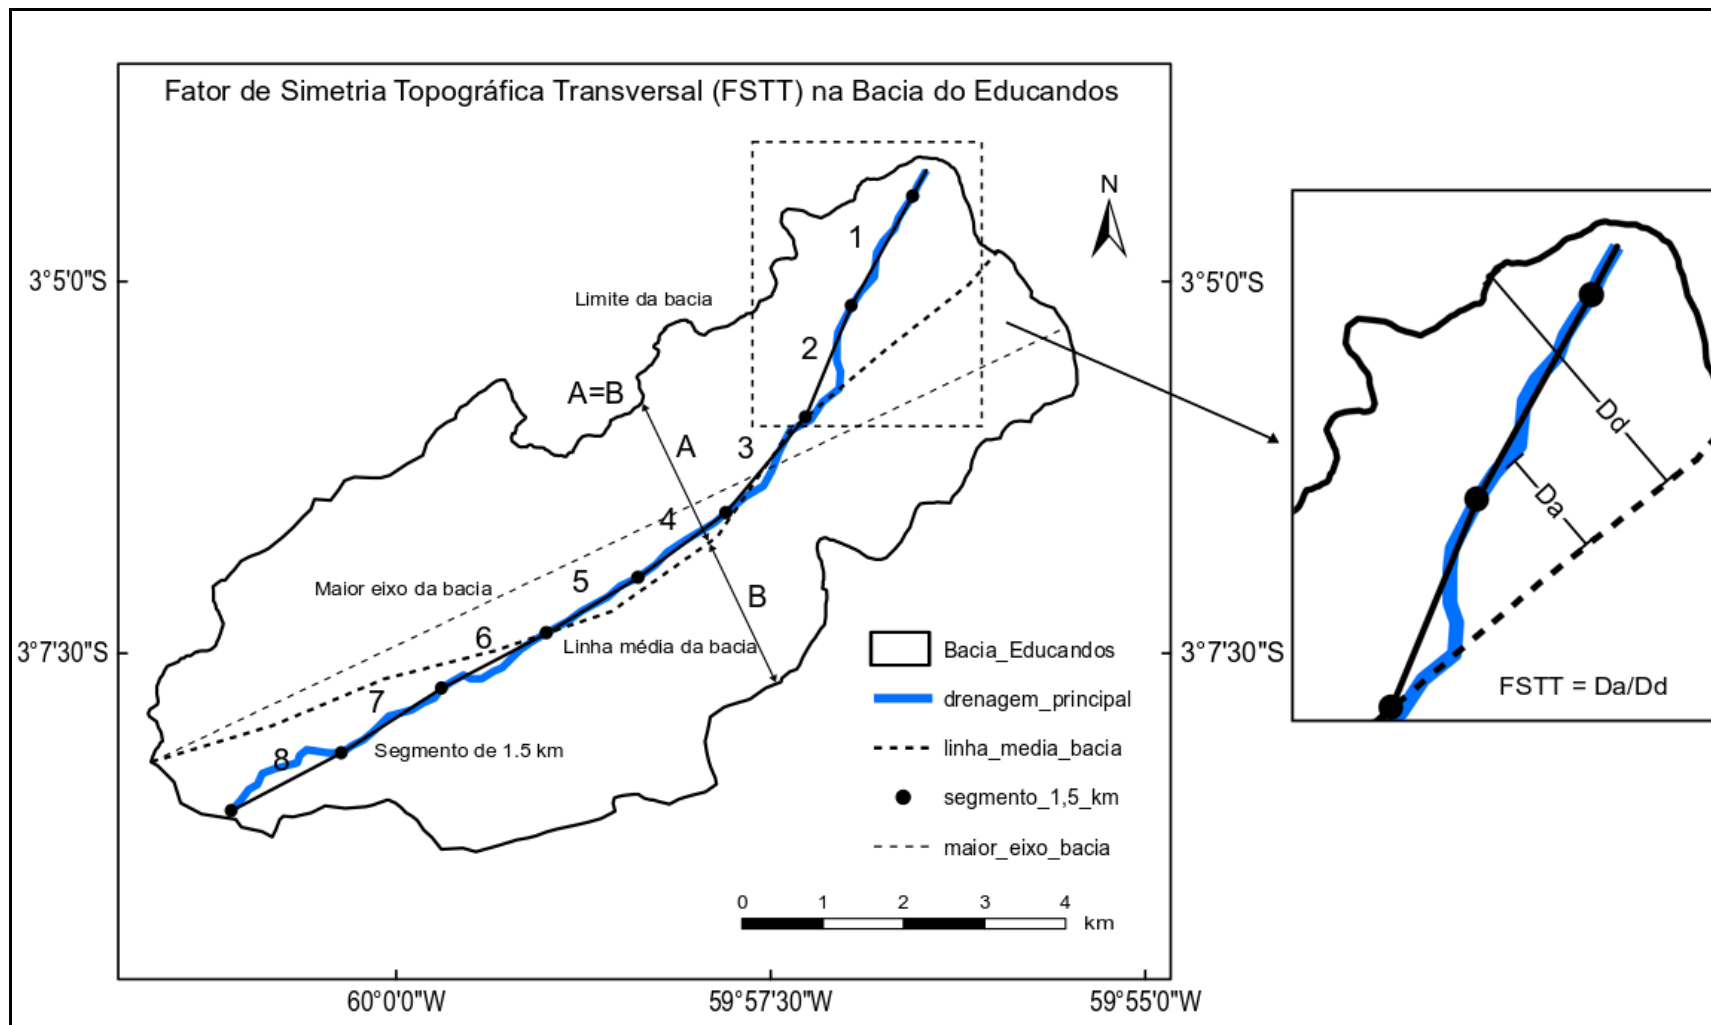 Fator de Simetria Topográfica Transversal (FSTT) na Bacia do Educandos
N
1
3°5'0"S
3°5'0"S
Limite da bacia
2
A=B
Dd
A
3
Da
4
5
Maior eixo da bacia
B
6
Linha média da bacia
3°7'30"S
3°7'30"S
Bacia_Educandos
FSTT = Da/Dd
7
drenagem_principal
8
Segmento de 1.5 km
linha_media_bacia
segmento_1,5_km
maior_eixo_bacia
0 1 2 3 4
km
60°0'0"W 59°57'30"W 59°55'0"W